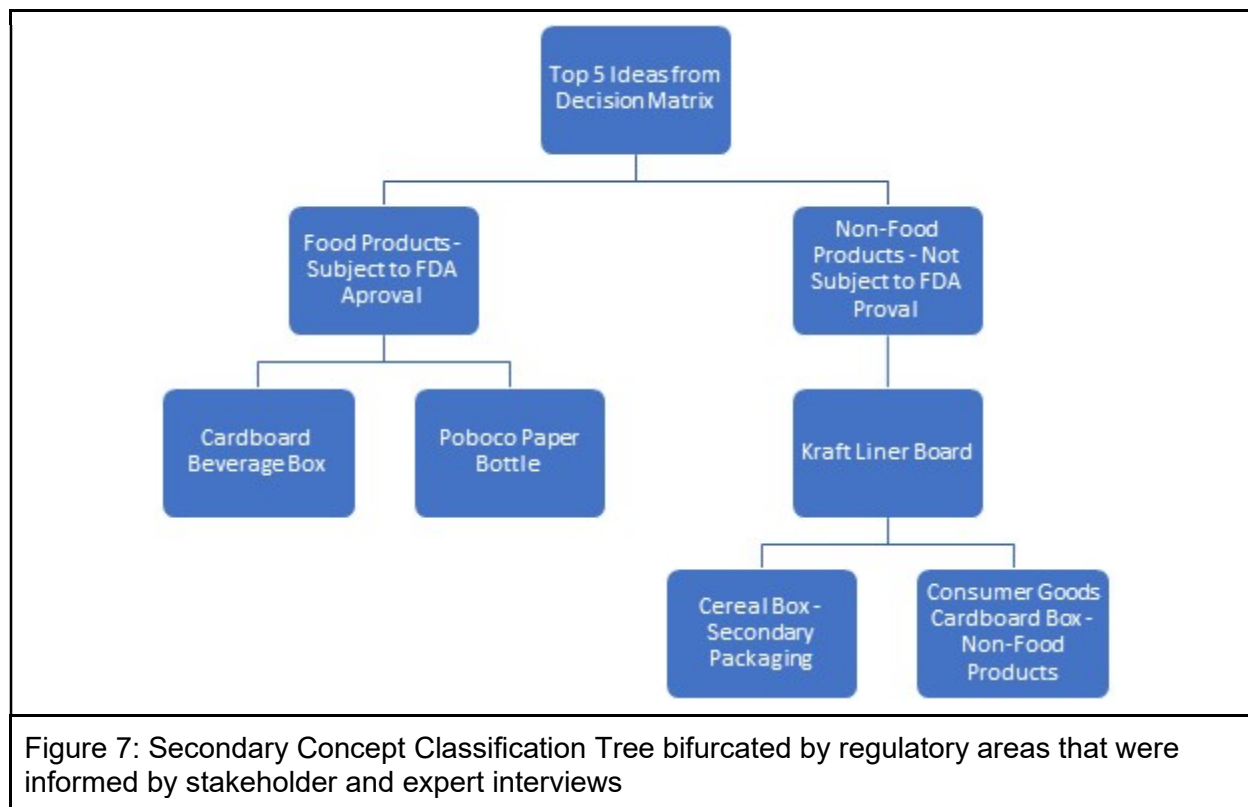 Top 5 Ideas from
Decision Matrix
Food Products -
Subject to FDA
Aproval
Non-Food
Products - Not
Subject to FDA
Proval
Cardboard
Beverage Box
Poboco Paper
Bottle
Kraft Liner Board
Cereal Box -
Secondary
Packaging
Consumer Goods
Cardboard Box -
Non-Food
Products
Figure 7: Secondary Concept Classification Tree bifurcated by regulatory areas that were
informed by stakeholder and expert interviews